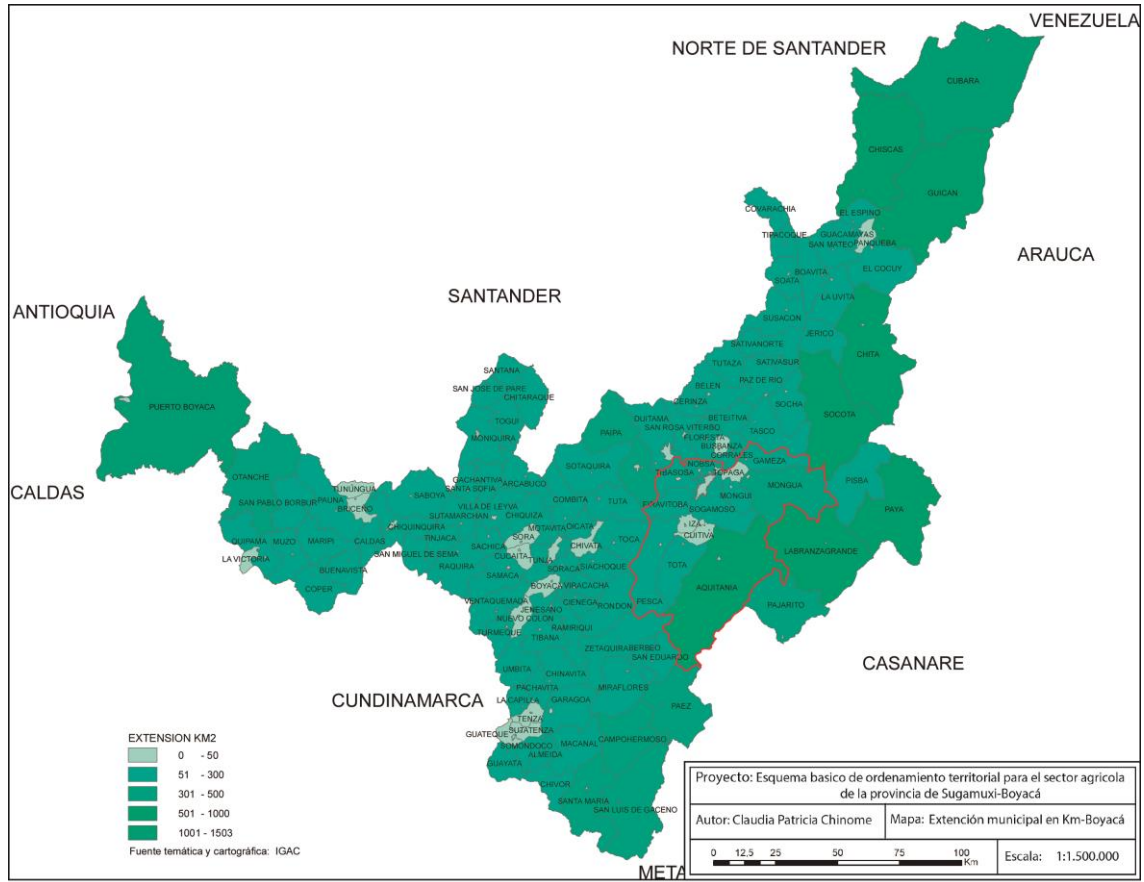 VENEZUELA
NORTE DE SANTANDER
CUBARA
CHISCAS
GUICAN
COVARACHIA
EL ESPINO
TIPACOQUE
GUACAMAYAS
SAN MATEO
PANQUEBA
ARAUCA
EL COCUY
BOAVITA
SOATA
SANTANDER
LA UVITA
ANTIOQUIA
SUSACON
JERICO
SATIVANORTE
CHITA
TUTAZA
SATIVASUR
SANTANA
PAZ DE RIO
SAN JOSE DE PARE
BELEN
CHITARAQUE
PUERTO BOYACA
CERINZA
SOCHA
SOCOTA
TOGUI
BETEITIVA
DUITAMA
SAN ROSA VITERBO
TASCO
PAIPA
MONIQUIRA
FLORESTA
BUSBANZA
CORRALES
GAMEZA
NOBSA
SOTAQUIRA
TIBASOSA
TOPAGA
OTANCHE
GACHANTIVA
ARCABUCO
MONGUA
PISBA
SANTA SOFIA
CALDAS
TUNÚNGUA
SABOYA
COMBITA
TUTA
FIRAVITOBA
MONGUI
SAN PABLO BORBUR
PAUNA
VILLA DE LEYVA
SOGAMOSO
PAYA
BRICEÑO
SUTAMARCHAN
CHIQUIZA
CHIQUINQUIRA
MOTAVITA
OICATA
IZA
TINJACA
SORA
CUITIVA
QUIPAMA
MUZO
MARIPI
CALDAS
SACHICA
CHIVATA
TOCA
LABRANZAGRANDE
SAN MIGUEL DE SEMA
CUCAITA
TUNJA
LA VICTORIA
RAQUIRA
SORACA
SIACHOQUE
TOTA
BUENAVISTA
SAMACA
BOYACA
VIRACACHA
AQUITANIA
COPER
VENTAQUEMADA
CIENEGA
RONDON
PESCA
PAJARITO
JENESANO
NUEVO COLON
TURMEQUE
RAMIRIQUI
TIBANA
ZETAQUIRA
BERBEO
SAN EDUARDO
CASANARE
UMBITA
CHINAVITA
PACHAVITA
MIRAFLORES
CUNDINAMARCA
LA CAPILLA
GARAGOA
PAEZ
TENZA
SUTATENZA
GUATEQUE
SOMONDOCO
MACANAL
CAMPOHERMOSO
ALMEIDA
GUAYATA
CHIVOR
SANTA MARIA
SAN LUIS DE GACENO
META
EXTENSION KM2
0 - 50
51 - 300
301 - 500
501 - 1000
1001 - 1503
Fuente temática y cartográfica: IGAC
Proyecto: Esquema basico de ordenamiento territorial para el sector agricola
de la provincia de Sugamuxi-Boyacá
Autor: Claudia Patricia Chinome
Mapa: Extención municipal en Km-Boyacá
0 12,5 25 50 75 100
Km
Escala: 1:1.500.000